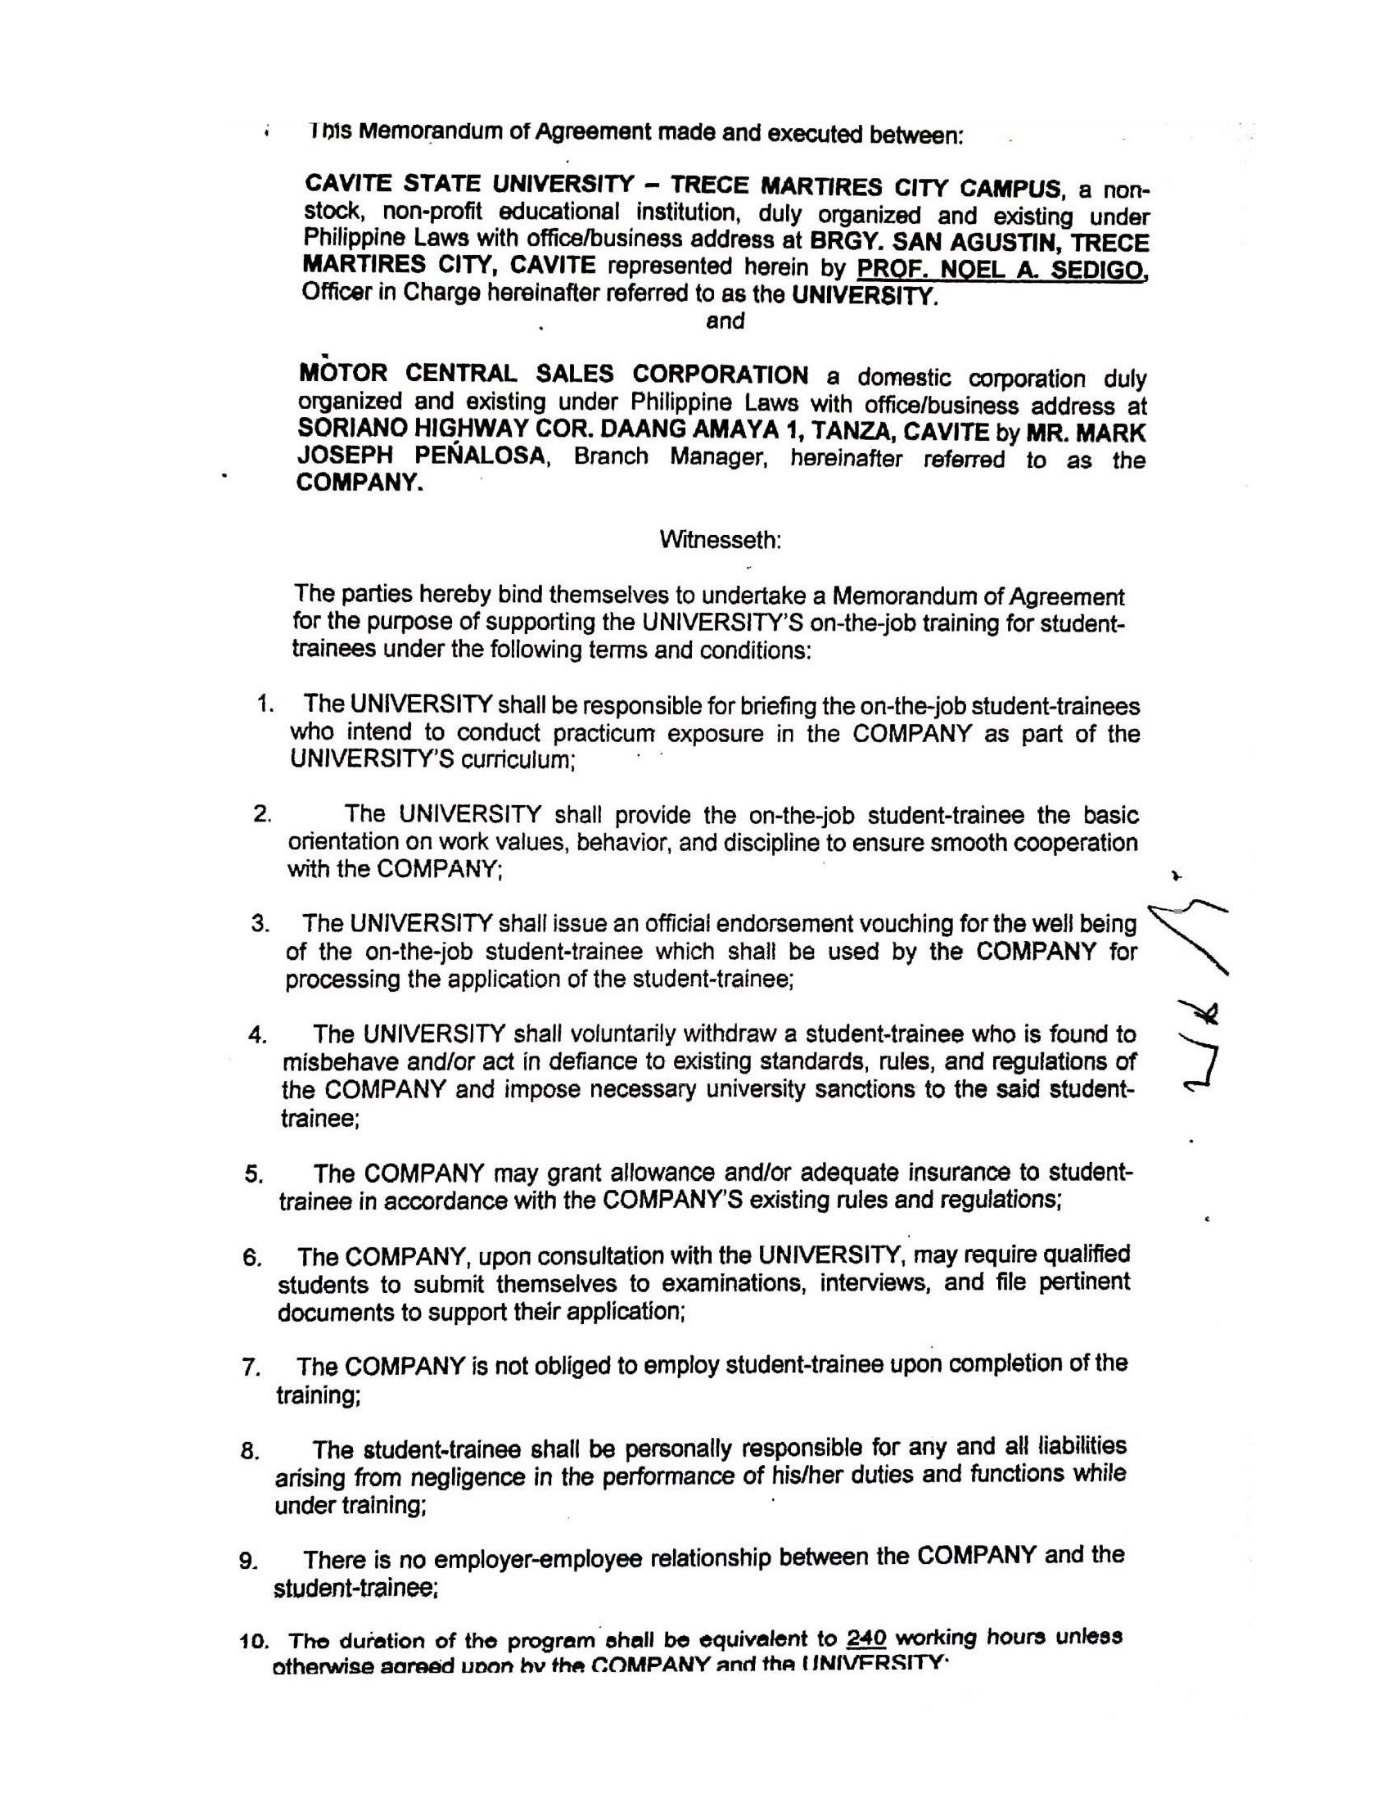 This Memorandum of Agreement made and executed between:
CAVITE STATE UNIVERSITY – TRECE MARTIRES CITY CAMPUS, a non-
stock, non-profit educational institution, duly organized and existing under
Philippine Laws with office/business address at BRGY. SAN AGUSTIN, TRECE
MARTIRES CITY, CAVITE represented herein by PROF. NOEL A. SEDIGO,
Officer in Charge hereinafter referred to as the UNIVERSITY.
and
MOTOR CENTRAL SALES CORPORATION a domestic corporation duly
organized and existing under Philippine Laws with office/business address at
SORIANO HIGHWAY COR. DAANG AMAYA 1, TANZA, CAVITE by MR. MARK
JOSEPH PEÑALOSA, Branch Manager, hereinafter referred to as the
COMPANY.
Witnesseth:
The parties hereby bind themselves to undertake a Memorandum of Agreement
for the purpose of supporting the UNIVERSITY'S on-the-job training for student-
trainees under the following terms and conditions:
1. The UNIVERSITY shall be responsible for briefing the on-the-job student-trainees
who intend to conduct practicum exposure in the COMPANY as part of the
UNIVERSITY'S curriculum;
2. The UNIVERSITY shall provide the on-the-job student-trainee the basic
orientation on work values, behavior, and discipline to ensure smooth cooperation
with the COMPANY;
3. The UNIVERSITY shall issue an official endorsement vouching for the well being
of the on-the-job student-trainee which shall be used by the COMPANY for
processing the application of the student-trainee;
4. The UNIVERSITY shall voluntarily withdraw a student-trainee who is found to
misbehave and/or act in defiance to existing standards, rules, and regulations of
the COMPANY and impose necessary university sanctions to the said student-
trainee;
5. The COMPANY may grant allowance and/or adequate insurance to student-
trainee in accordance with the COMPANY'S existing rules and regulations;
6. The COMPANY, upon consultation with the UNIVERSITY, may require qualified
students to submit themselves to examinations, interviews, and file pertinent
documents to support their application;
7. The COMPANY is not obliged to employ student-trainee upon completion of the
training;
8. The student-trainee shall be personally responsible for any and all liabilities
arising from negligence in the performance of his/her duties and functions while
under training;
9. There is no employer-employee relationship between the COMPANY and the
student-trainee;
10. The duration of the program shall be equivalent to 240 working hours unless
otherwise agreed upon by the COMPANY and the UNIVERSITY;